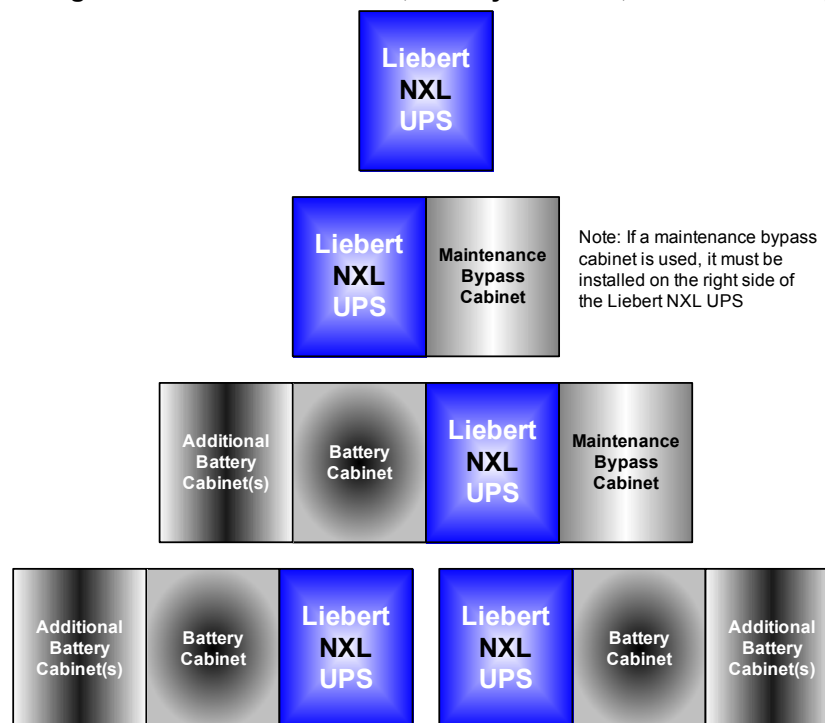 Liebert
NXL
UPS
Liebert
NXL
UPS
Maintenance
Bypass
Cabinet
Note: If a maintenance bypass
cabinet is used, it must be
installed on the right side of
the Liebert NXL UPS
Additional
Battery
Cabinet(s)
Battery
Cabinet
Liebert
NXL
UPS
Maintenance
Bypass
Cabinet
Additional
Battery
Cabinet(s)
Battery
Cabinet
Liebert
NXL
UPS
Liebert
NXL
UPS
Battery
Cabinet
Additional
Battery
Cabinet(s)